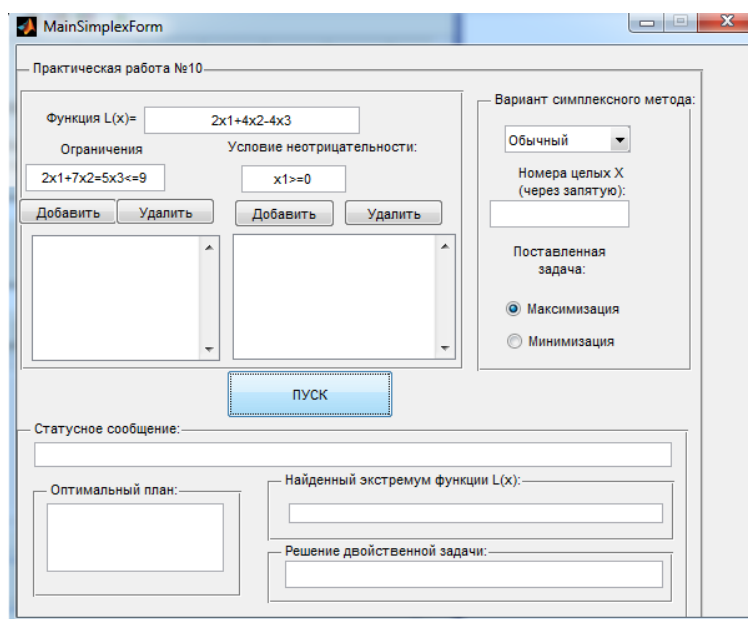 MainSimplexForm
Практическая работа №10
Функция L(x)=
2x1+4x2-4x3
Ограничения
Условие неотрицательности:
2x1+7x2=5x3<=9
x1>=0
Добавить
Удалить
Добавить
Удалить
Вариант симплексного метода:
Обычный
Номера целых X
(через запятую):
Поставленная
задача:
Максимизация
Минимизация
ПУСК
Статусное сообщение:
Оптимальный план:
Найденный экстремум функции L(x):
Решение двойственной задачи: